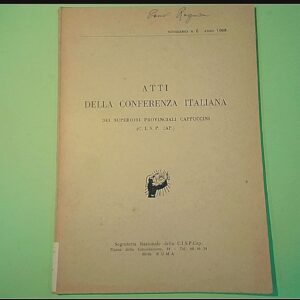 ATTI
DELLA CONFERENZA ITALIANA
DEI SUPERIORI PROVINCIALI CAPPUCCINI
(C. I. S. P. CAP.)
Segreteria Nazionale della C.I.S.P.Cap.
ROMA